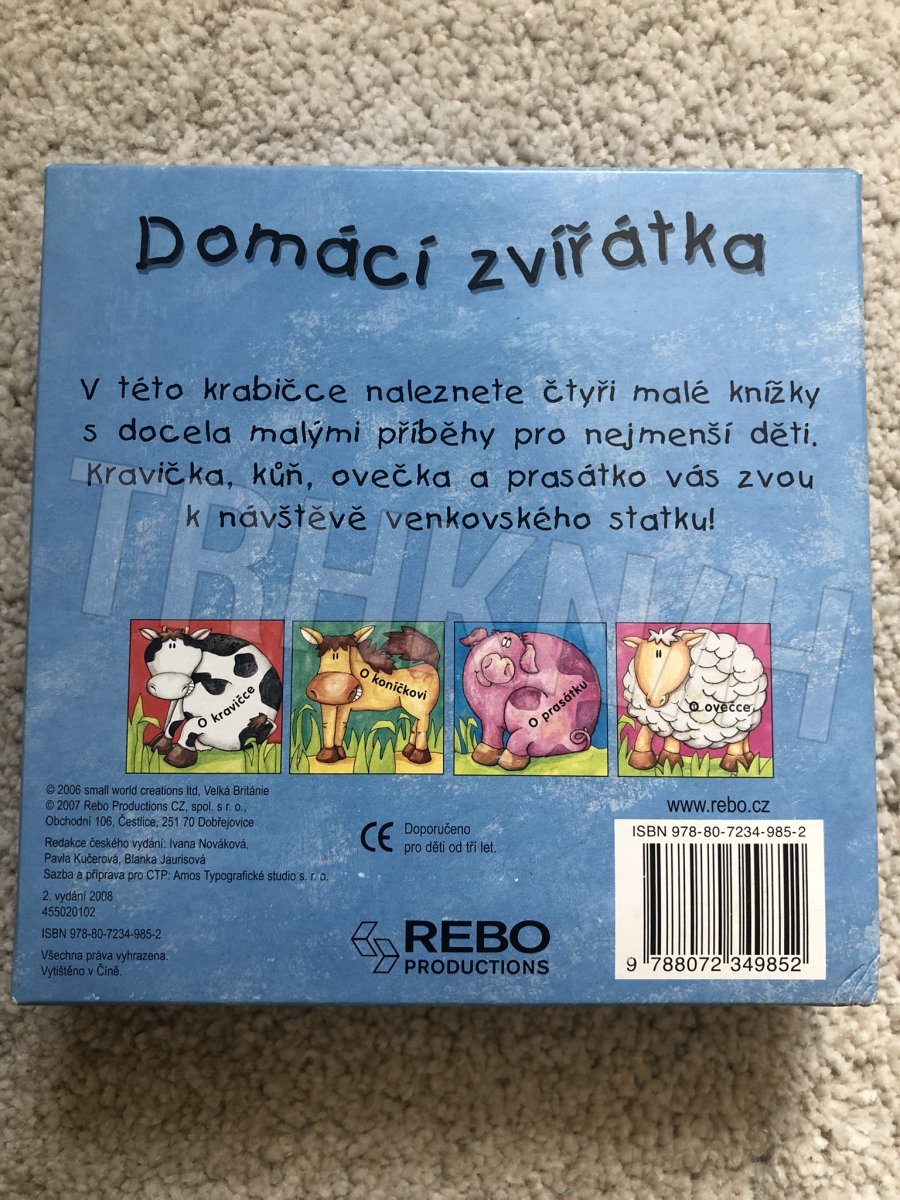 Domácí zvířátka
V této krabičce naleznete čtyři malé knížky
s docela malými příběhy pro nejmenší děti.
Kravička, kůň, ovečka a prasátko vás zvou
k návštěvě venkovského statku!
TRHKNIH
O kravičce
O koníčkovi
O prasátku
O ovečce
© 2006 small world creations ltd, Velká Británie
© 2007 Rebo Productions CZ, spol. s r. o.,
Obchodní 106, Čestlice, 251 70 Dobřejovice
Redakce českého vydání: Ivana Nováková,
Pavla Kučerová, Blanka Jaurisová
Sazba a příprava pro CTP: Amos Typografické studio s. r. o.
2. vydání 2008
455020102
ISBN 978-80-7234-985-2
Všechna práva vyhrazena.
Vytištěno v Číně.
CE
Doporučeno
pro děti od tří let.
REBO
PRODUCTIONS
www.rebo.cz
ISBN 978-80-7234-985-2
9 788072 349852